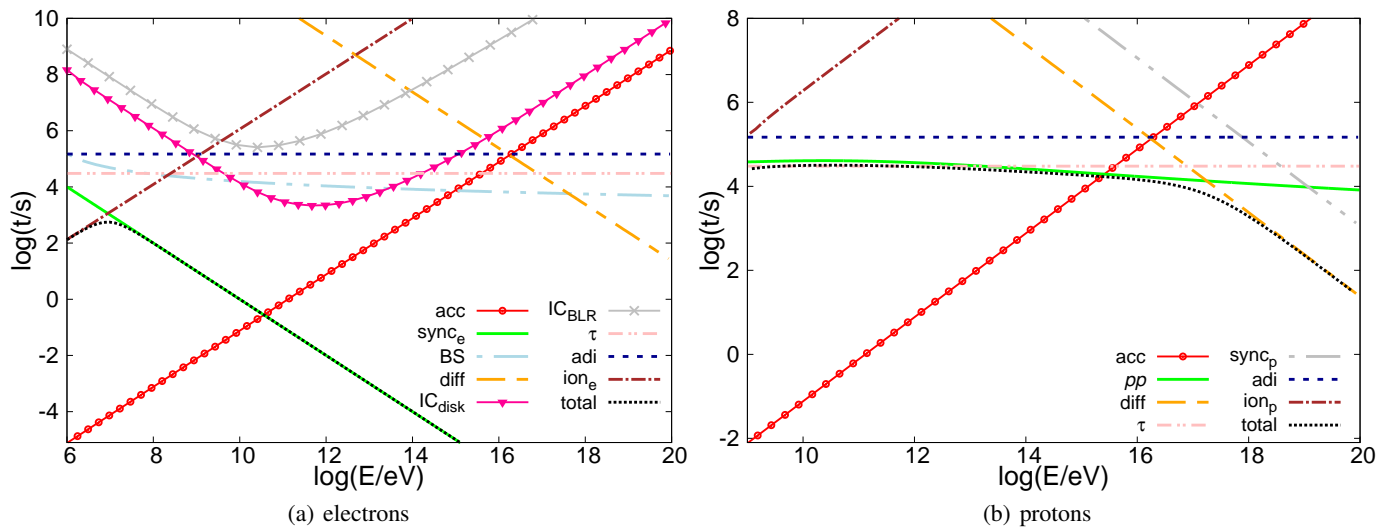 10
8
6
4
2
0
-2
-4
6 8 10 12 14 16 18 20
log(t/s)
log(E/eV)
acc
sync_e
BS
diff
IC_disk
IC_BLR
τ
adi
ion_e
total
(a) electrons
8
6
4
2
0
-2
10 12 14 16 18 20
log(t/s)
log(E/eV)
acc
pp
diff
τ
sync_p
adi
ion_p
total
(b) protons